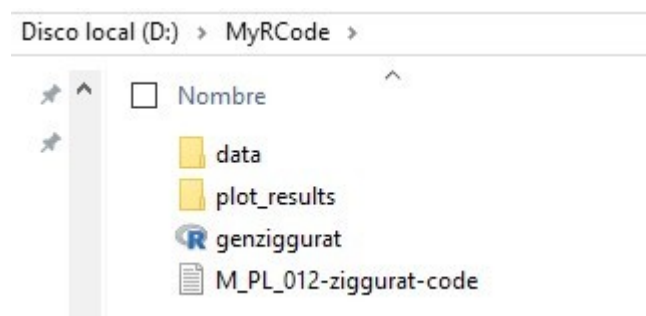 Disco local (D:) > MyRCode >
Nombre
data
plot_results
genziggurat
M_PL_012-ziggurat-code